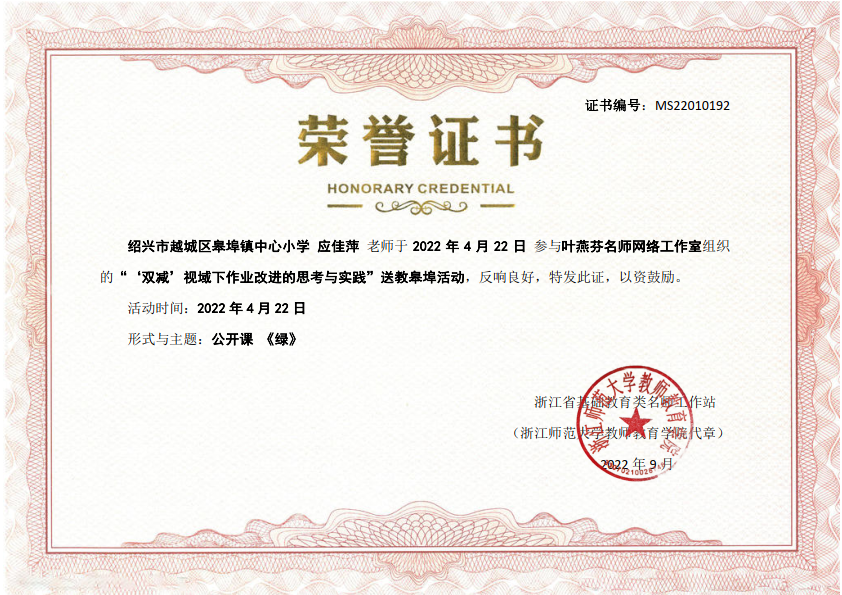 证书编号：MS22010192
荣誉证书
HONORARY CREDENTIAL
绍兴市越城区皋埠镇中心小学 应佳萍 老师于 2022 年 4 月 22 日 参与叶燕芬名师网络工作室组织
的“‘双减’视域下作业改进的思考与实践”送教皋埠活动，反响良好，特发此证，以资鼓励。
活动时间：2022 年 4 月 22 日
形式与主题：公开课 《绿》
浙江省基础教育类名师工作站
（浙江师范大学教师教育学院代章）
2022 年 9 月
浙江师范大学教师教育学院